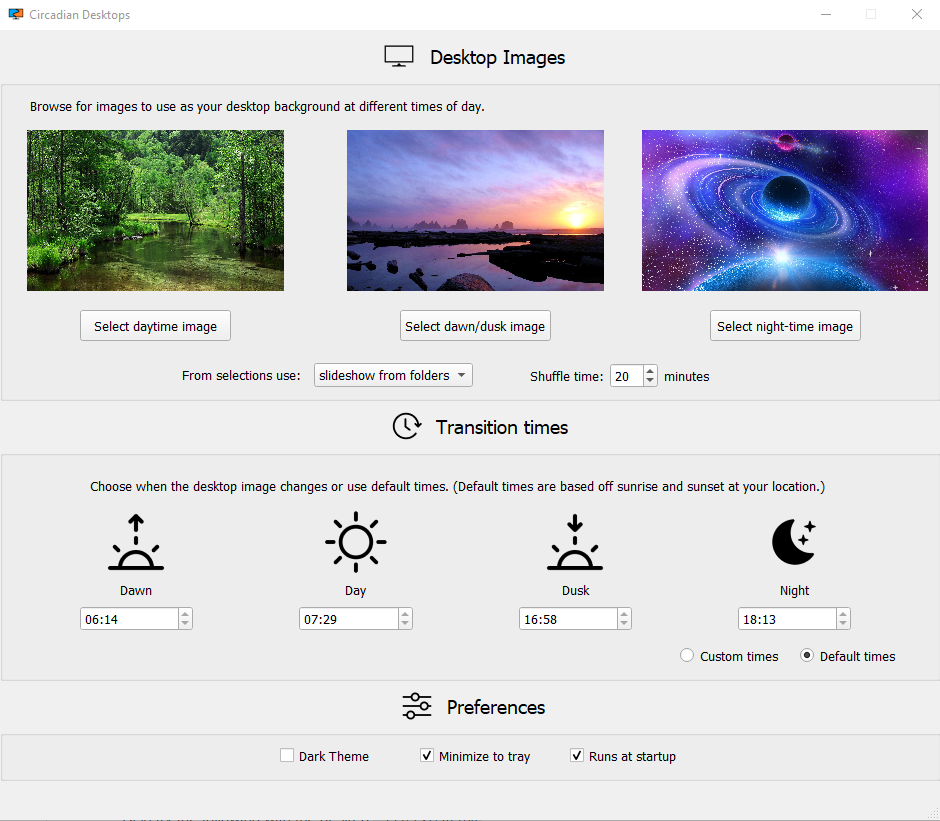 Circadian Desktops
Desktop Images
Browse for images to use as your desktop background at different times of day.
Select daytime image
Select dawn/dusk image
Select night-time image
From selections use: slideshow from folders Shuffle time: 20 minutes
Transition times
Choose when the desktop image changes or use default times. (Default times are based off sunrise and sunset at your location.)
Dawn Day Dusk Night
06:14 07:29 16:58 18:13
Custom times Default times
Preferences
Dark Theme Minimize to tray Runs at startup